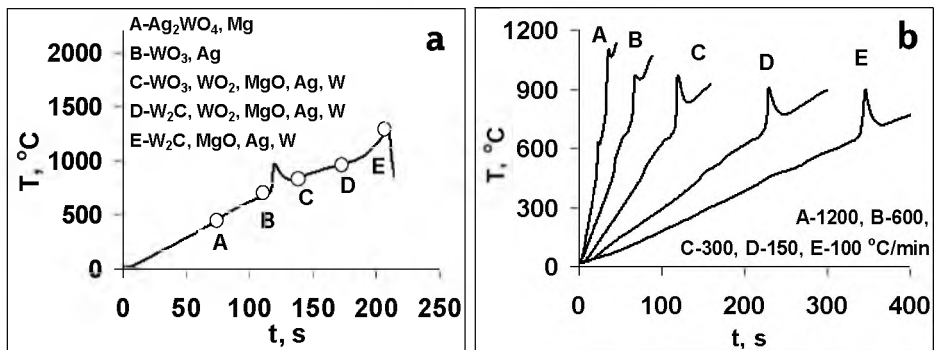 a
A-Ag₂WO₄, Mg
B-WO₃, Ag
C-WO₃, WO₂, MgO, Ag, W
D-W₂C, WO₂, MgO, Ag, W
E-W₂C, MgO, Ag, W
T, °C
2000
1500
1000
500
0
A
B
C
D
E
0 50 100 150 200 250
t, s
b
T, °C
1200
900
600
300
0
A B C D E
A-1200, B-600,
C-300, D-150, E-100 °C/min
0 100 200 300 400
t, s